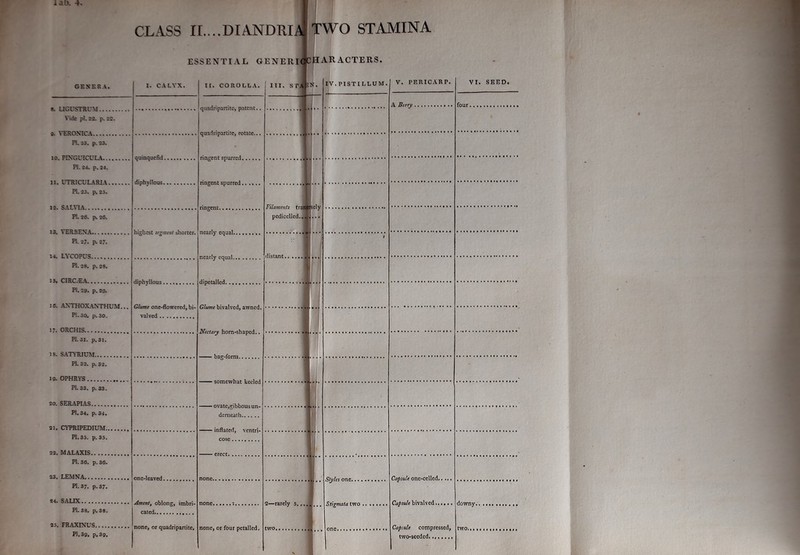 Tab. 4.
CLASS II....DIANDRIA TWO STAMINA
ESSENTIAL GENERIC CHARACTERS.
GENERA. I. CALYX. II. COROLLA. III. IV. PISTILLUM. V. PERICARP. VI. SEED.
LIGUSTRUM.......... quadripartite, patent.. A Berry............ four...............
Vide pl. 22. p. 22.
9. VERONICA............ quadripartite, rotate...
Pl. 23. p. 23.
10. PINGUICULA......... quinquefid.......... ringent spurred......
Pl. 24. p. 24.
11. UTRICULARIA....... diphyllous.......... ringent spurred......
Pl. 25. p. 25.
12. SALVIA.............. ringent............. Filaments
Pl. 26. p. 26. pedicelled....
13. VERBENA............ highest segment shorter. nearly equal.........
Pl. 27. p. 27.
14. LYCOPUS............ nearly equal......... distant......
Pl. 28. p. 28.
15. CIRCÆA............. diphyllous.......... dipetalled...........
Pl. 29. p. 29.
16. ANTHOXANTHUM... Glume one-flowered, bi- Glume bivalved, awned.
Pl. 30. p. 30. valved...........
17. ORCHIS.............. Nectary horn-shaped..
Pl. 31. p. 31.
18. SATYRIUM.......... —— bag-form.......
Pl. 32. p. 32.
19. OPHRYS............. —— somewhat keeled
Pl. 33. p. 33.
20. SERAPIAS........... —— ovate, gibbous un-
Pl. 34. p. 34. derneath......
21. CYPRIPEDIUM....... —— inflated, ventri-
Pl. 35. p. 35. cose.........
22. MALAXIS............ —— erect..........
Pl. 36. p. 36.
23. LEMNA.............. one-leaved.......... none............... Styles one.......... Capsule one-celled.....
Pl. 37. p. 37.
24. SALIX............... Ament, oblong, imbri- none............... 2—rarely Stigmata two........ Capsule bivalved...... downy...........
Pl. 38. p. 38. cated............
25. FRAXINUS........... none, or quadripartite. none, or four petalled. two......... one............... Capsule compressed, two...............
Pl. 39. p. 39. two-seeded........